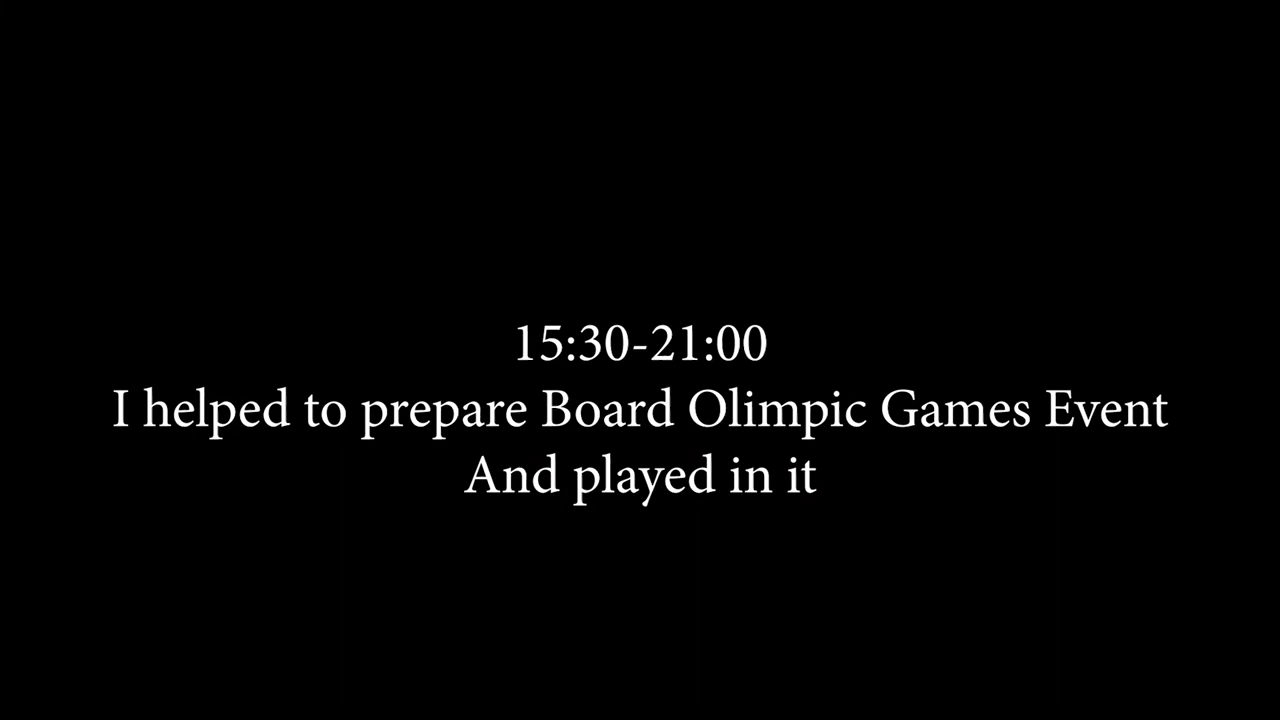 15:30-21:00
I helped to prepare Board Olimpic Games Event
And played in it